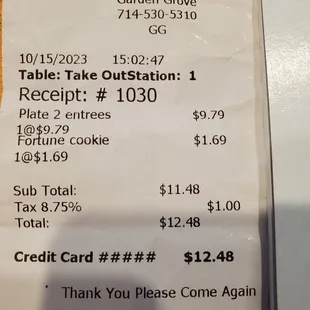 Garden Grove
714-530-5310
GG
10/15/2023 15:02:47
Table: Take OutStation: 1
Receipt: # 1030
Plate 2 entrees $9.79
1@$9.79
Fortune cookie $1.69
1@$1.69
Sub Total: $11.48
Tax 8.75% $1.00
Total: $12.48
Credit Card ##### $12.48
Thank You Please Come Again